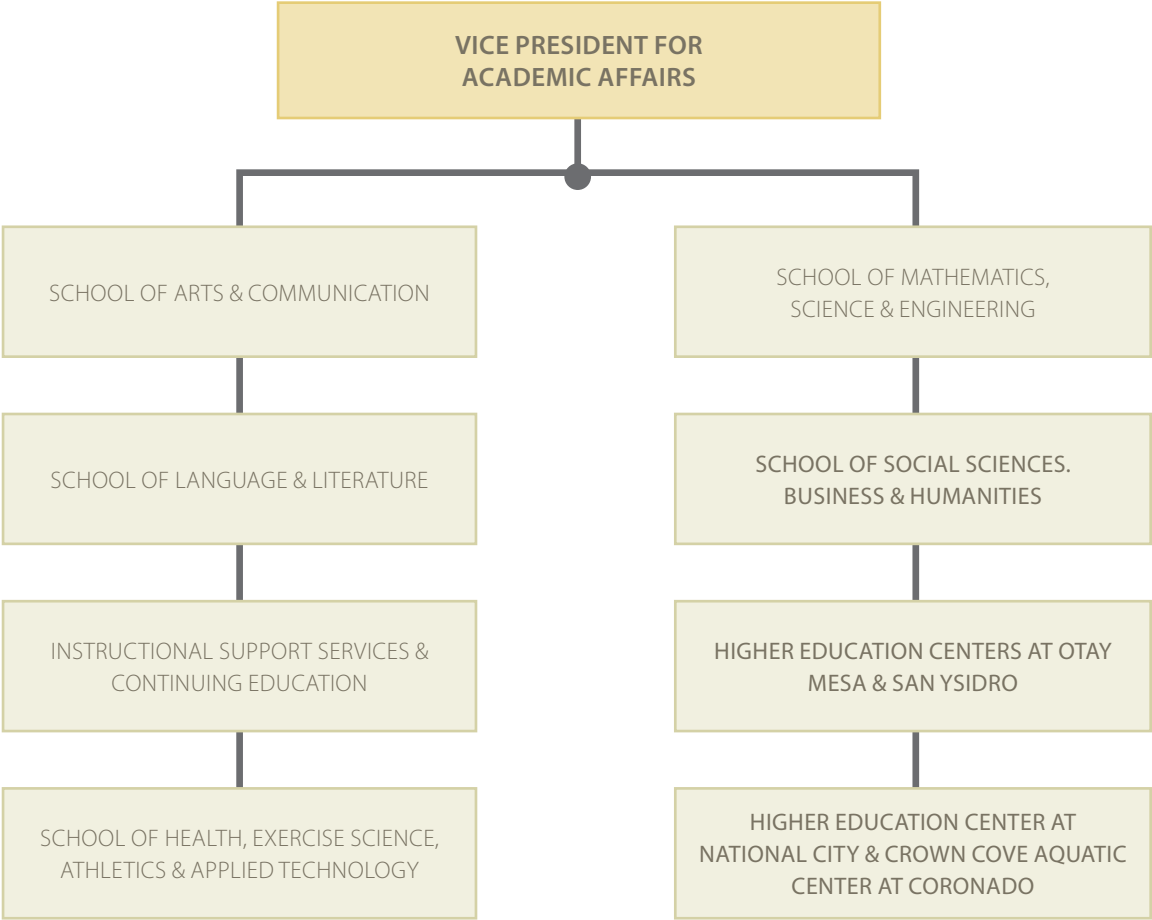 VICE PRESIDENT FOR
ACADEMIC AFFAIRS
SCHOOL OF ARTS & COMMUNICATION
SCHOOL OF MATHEMATICS,
SCIENCE & ENGINEERING
SCHOOL OF LANGUAGE & LITERATURE
SCHOOL OF SOCIAL SCIENCES.
BUSINESS & HUMANITIES
INSTRUCTIONAL SUPPORT SERVICES &
CONTINUING EDUCATION
HIGHER EDUCATION CENTERS AT OTAY
MESA & SAN YSIDRO
SCHOOL OF HEALTH, EXERCISE SCIENCE,
ATHLETICS & APPLIED TECHNOLOGY
HIGHER EDUCATION CENTER AT
NATIONAL CITY & CROWN COVE AQUATIC
CENTER AT CORONADO